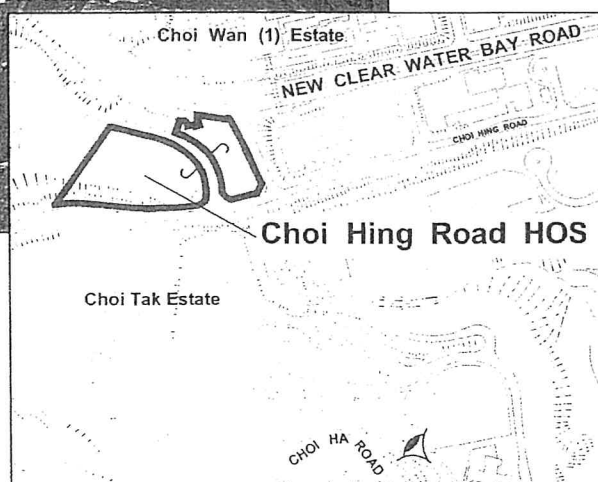 Choi Wan (1) Estate
NEW CLEAR WATER BAY ROAD
CHOI HING ROAD
Choi Hing Road HOS
Choi Tak Estate
CHOI HA ROAD